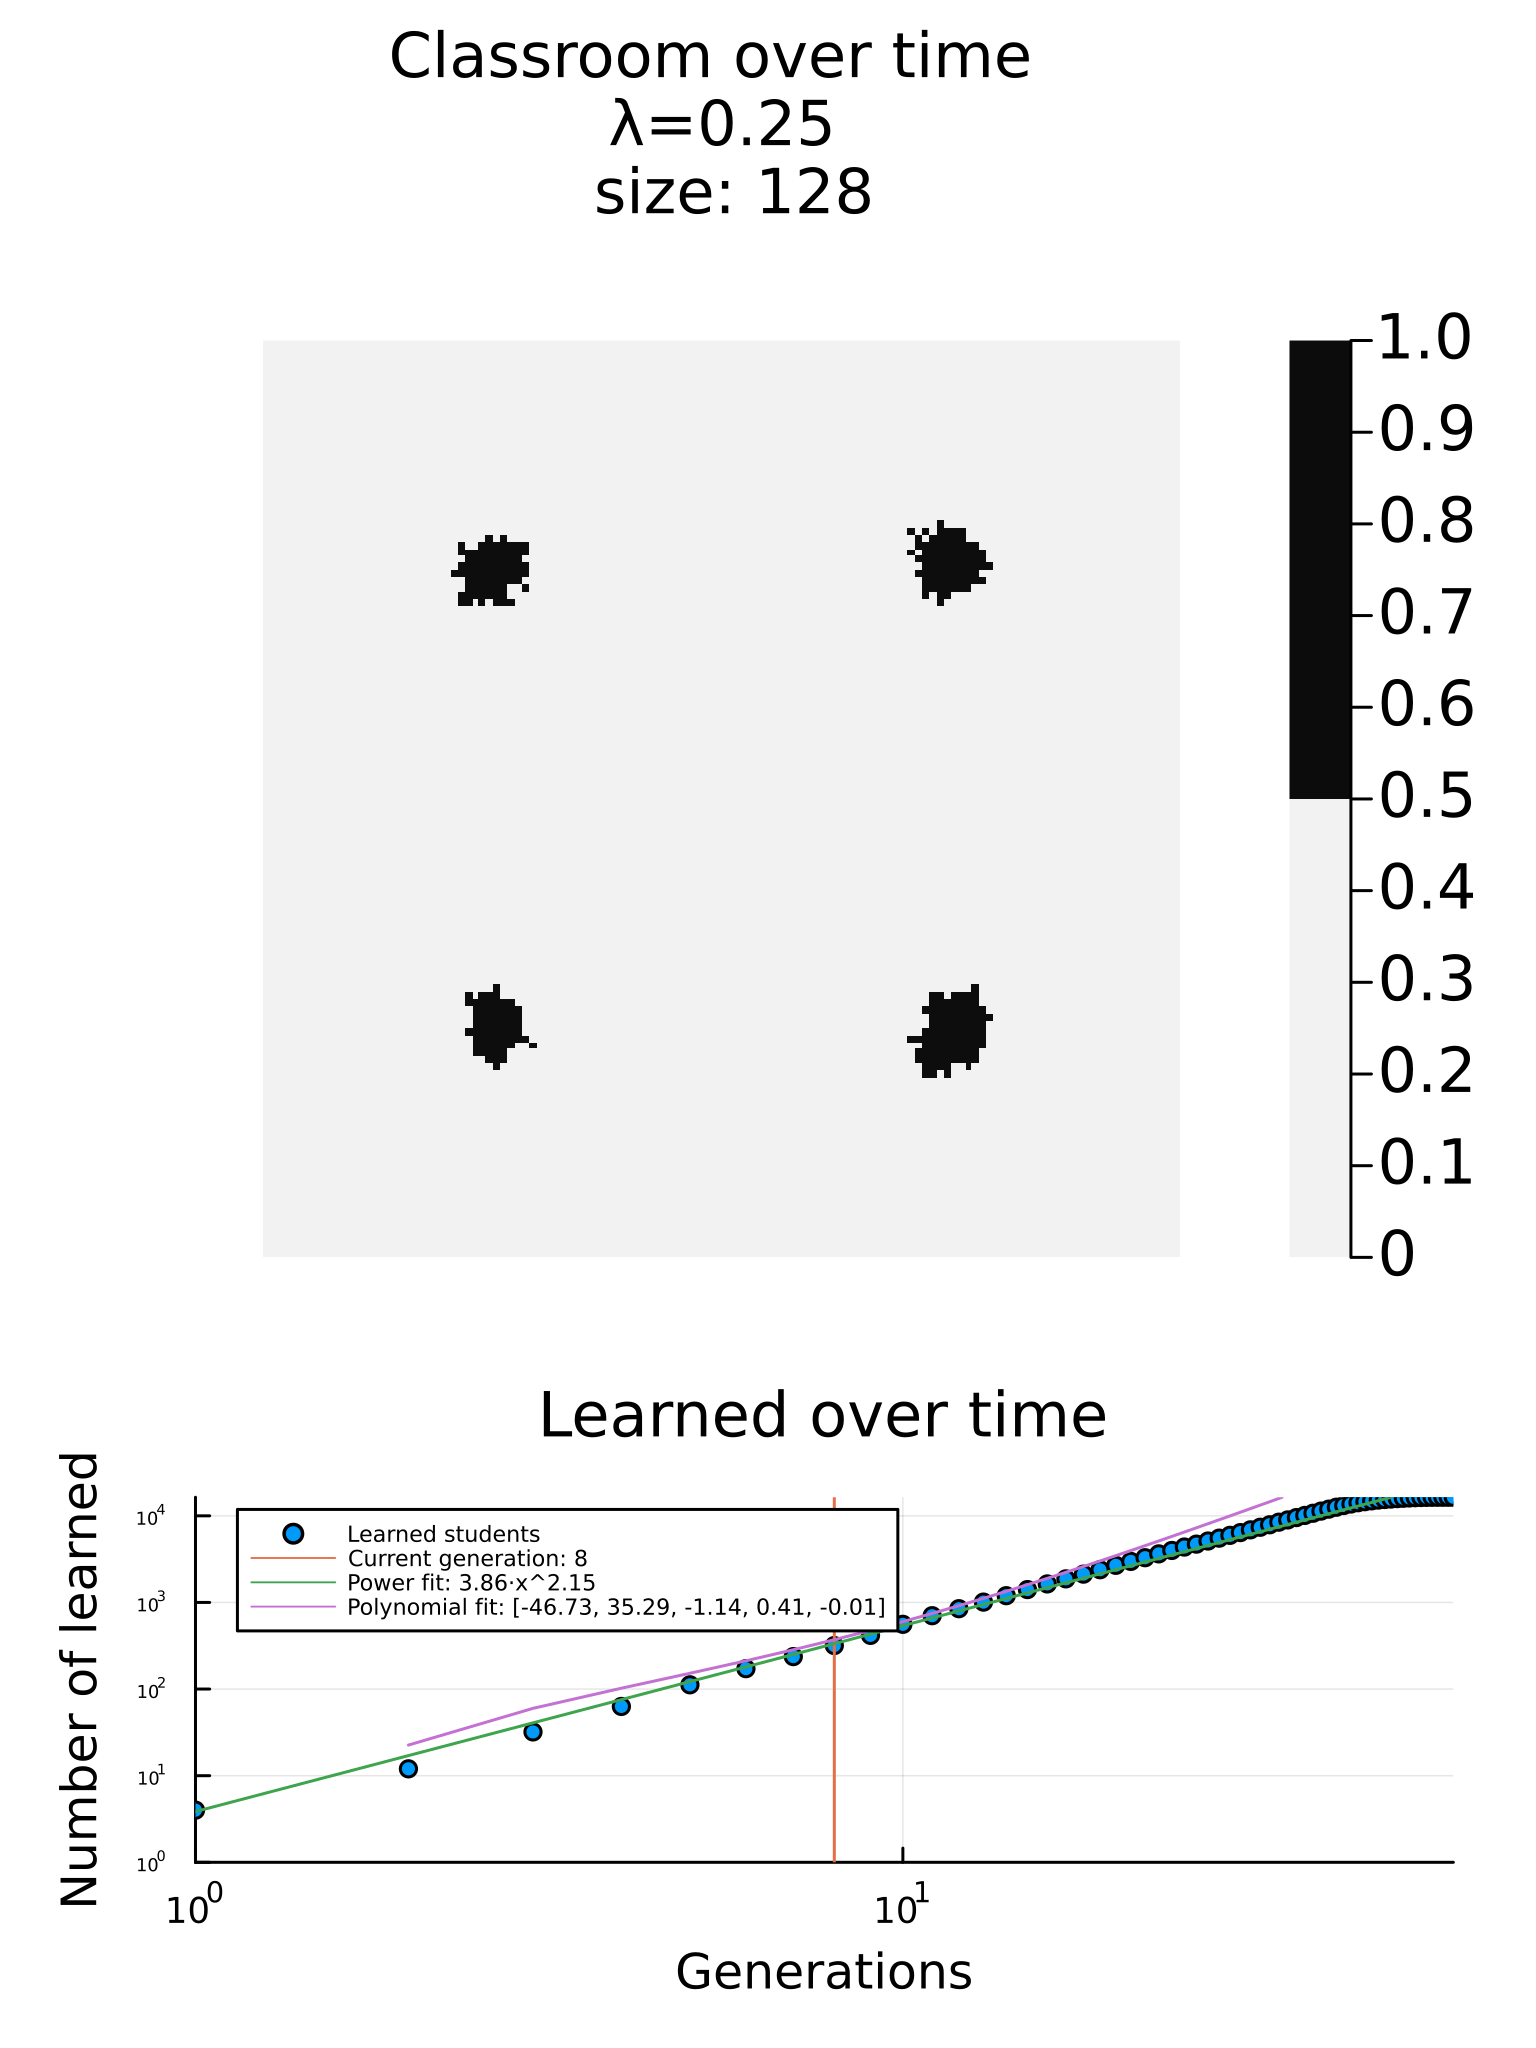 Classroom over time
λ=0.25
size: 128
1.0
0.9
0.8
0.7
0.6
0.5
0.4
0.3
0.2
0.1
0
Learned over time
Number of learned
10^4
10^3
10^2
10^1
10^0
Learned students
Current generation: 8
Power fit: 3.86·x^2.15
Polynomial fit: [-46.73, 35.29, -1.14, 0.41, -0.01]
10^0
10^1
Generations